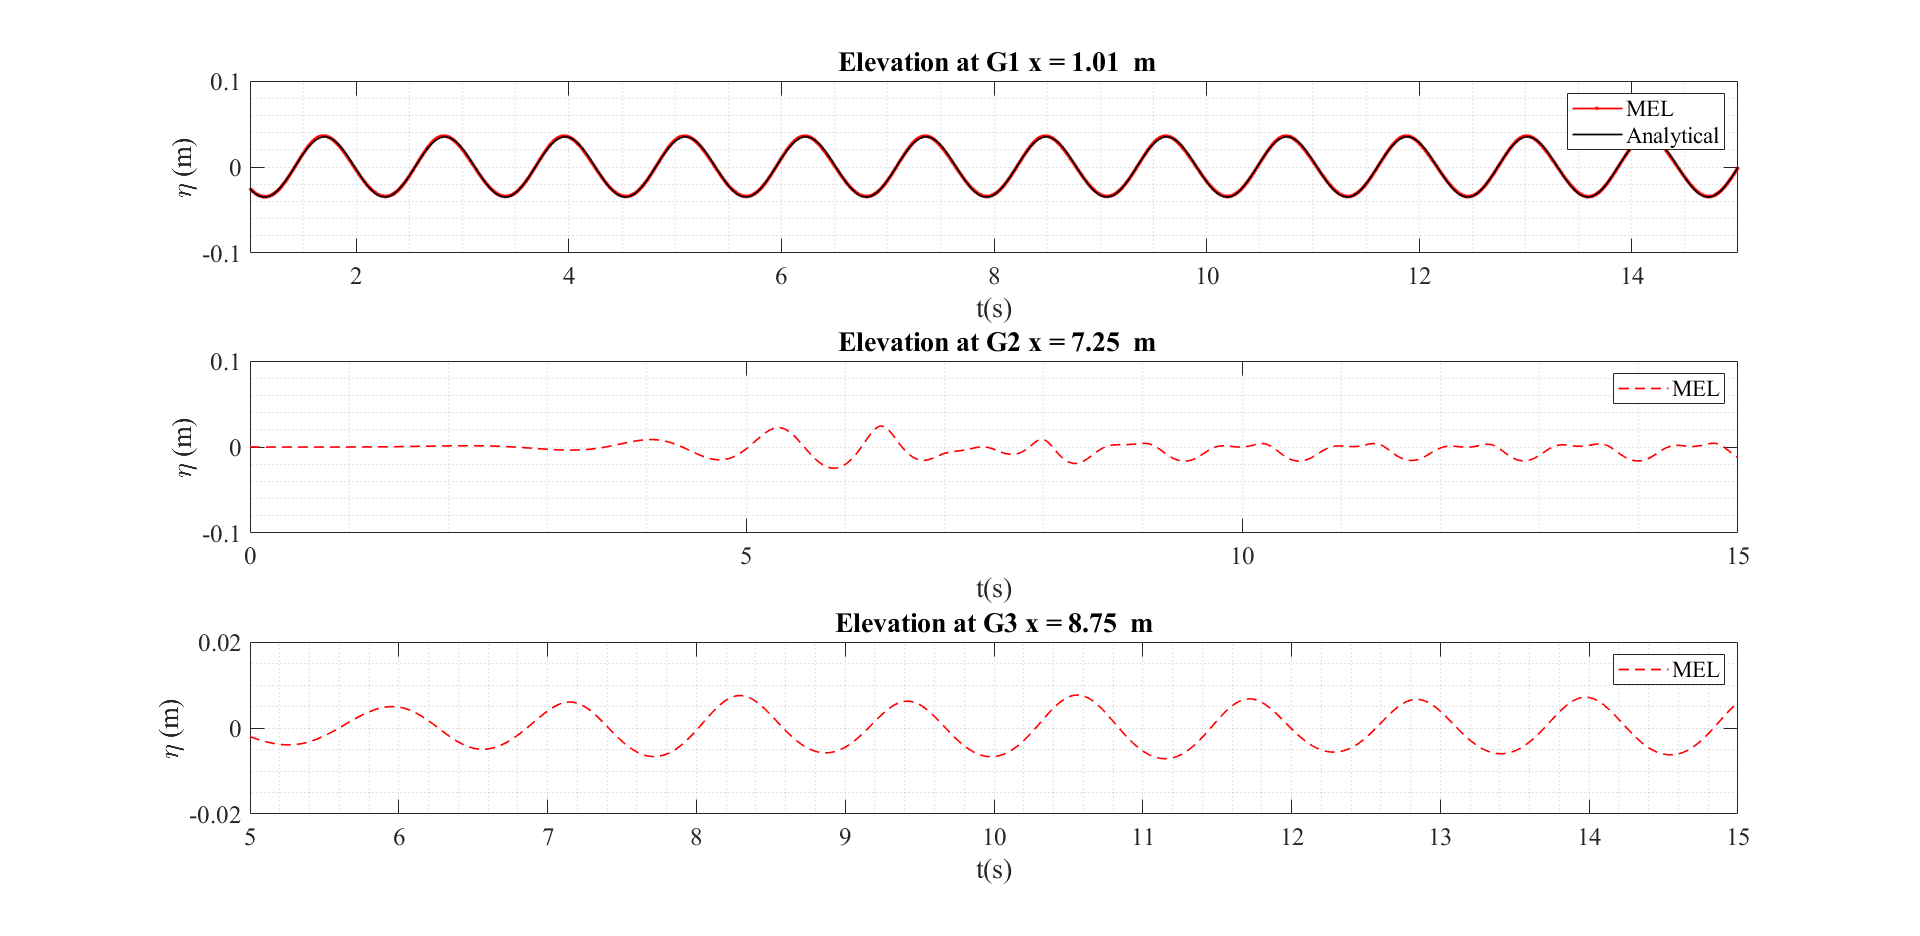 Elevation at G1 x = 1.01 m
0.1
0
-0.1
η (m)
MEL
Analytical
2 4 6 8 10 12 14
t(s)
Elevation at G2 x = 7.25 m
0.1
0
-0.1
η (m)
MEL
0 5 10 15
t(s)
Elevation at G3 x = 8.75 m
0.02
0
-0.02
η (m)
MEL
5 6 7 8 9 10 11 12 13 14 15
t(s)